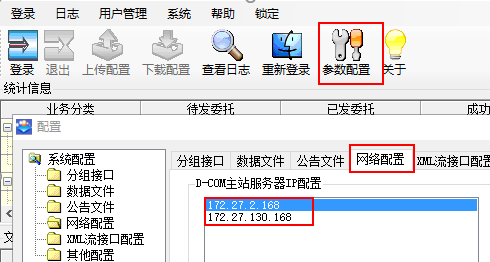 登录 日志 用户管理 系统 帮助 锁定
登录 退出 上传配置 下载配置 查看日志 重新登录 参数配置 关于
统计信息
业务分类 待发委托 已发委托 成功
配置
系统配置
分组接口
数据文件
公告文件
网络配置
XML流接口配置
其他配置
分组接口 数据文件 公告文件 网络配置 XML流接口配置
D-COM主站服务器IP配置
172.27.2.168
172.27.130.168